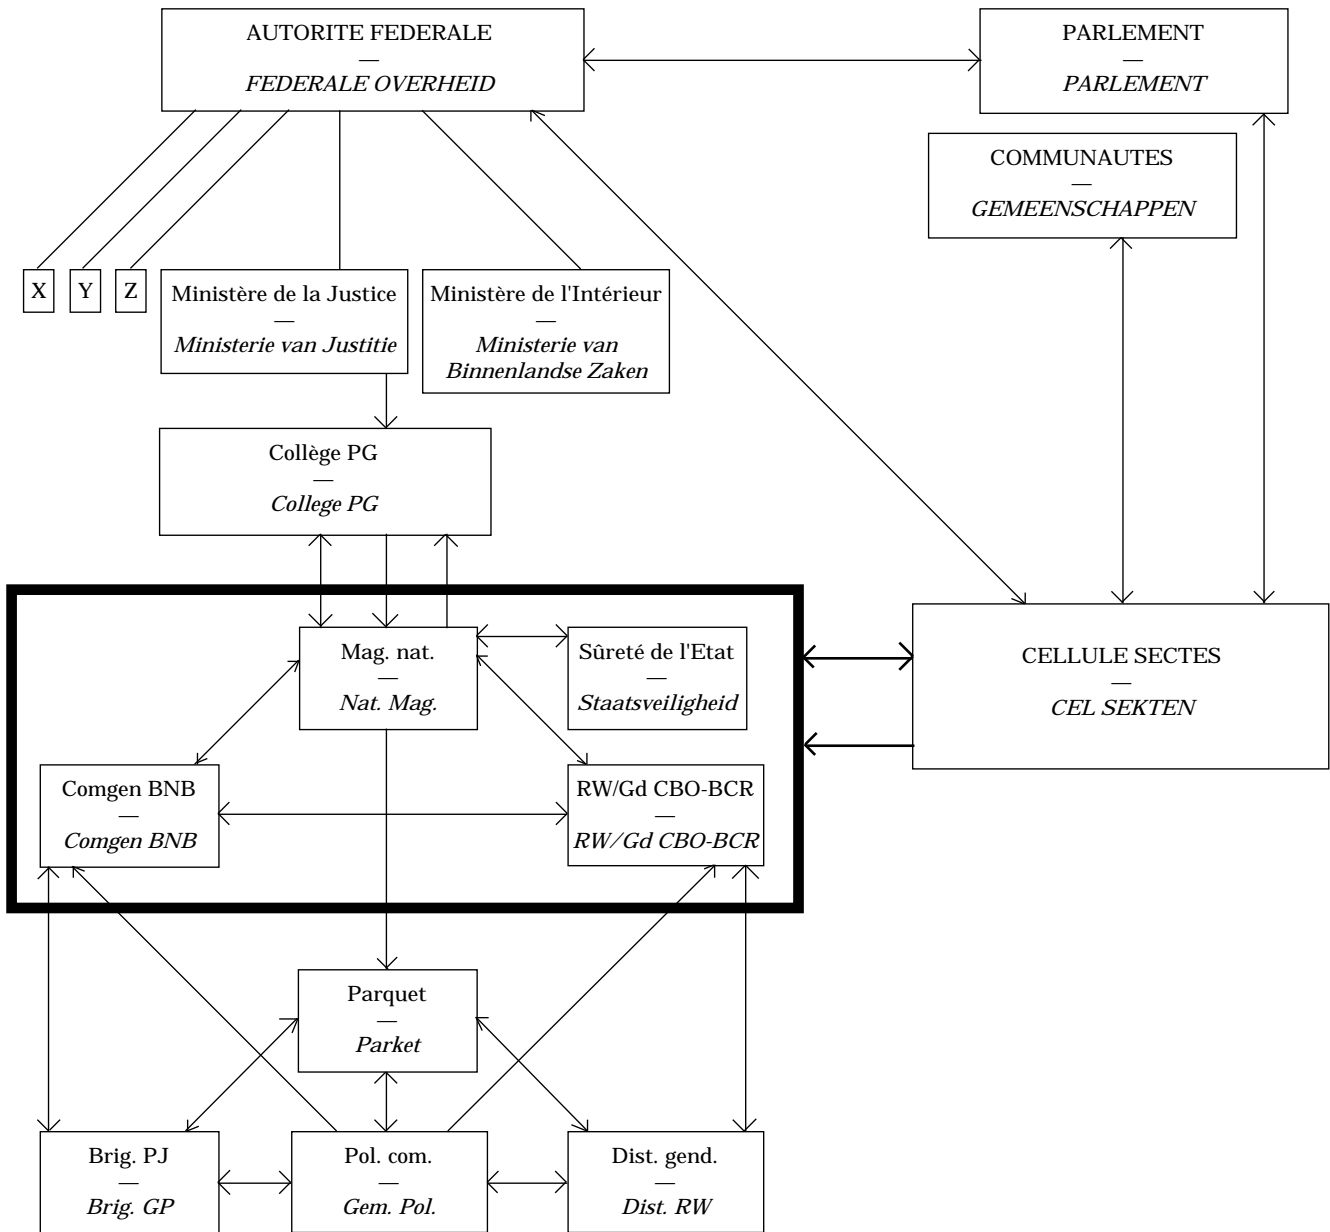 AUTORITE FEDERALE
—
FEDERALE OVERHEID
PARLEMENT
—
PARLEMENT
COMMUNAUTES
—
GEMEENSCHAPPEN
X
Y
Z
Ministère de la Justice
—
Ministerie van Justitie
Ministère de l'Intérieur
—
Ministerie van
Binnenlandse Zaken
Collège PG
—
College PG
Mag. nat.
—
Nat. Mag.
Sûreté de l'Etat
—
Staatsveiligheid
CELLULE SECTES
—
CEL SEKTEN
Comgen BNB
—
Comgen BNB
RW/Gd CBO-BCR
—
RW/Gd CBO-BCR
Parquet
—
Parket
Brig. PJ
—
Brig. GP
Pol. com.
—
Gem. Pol.
Dist. gend.
—
Dist. RW